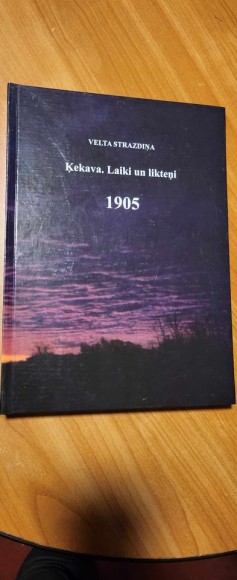 VELTA STRAZDIŅA
Ķekava. Laiki un likteņi
1905